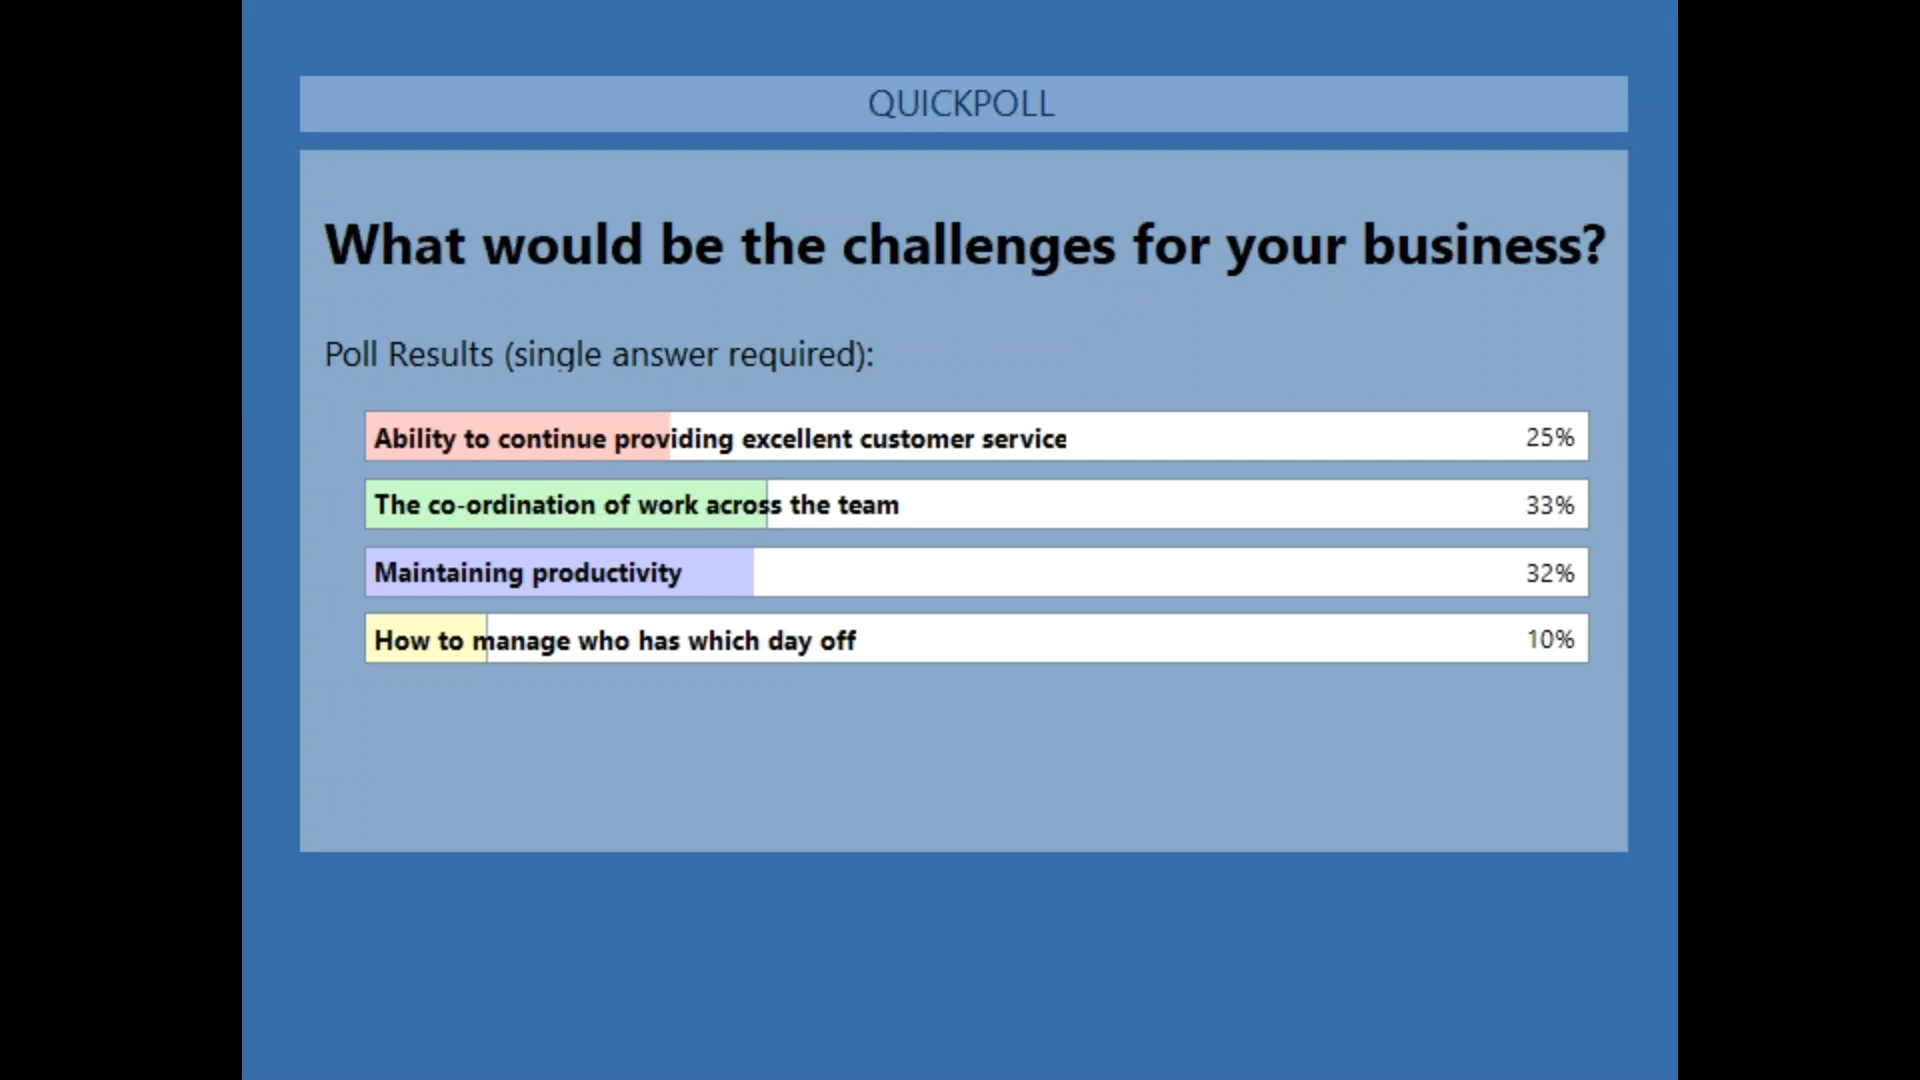 QUICKPOLL
What would be the challenges for your business?
Poll Results (single answer required):
Ability to continue providing excellent customer service 25%
The co-ordination of work across the team 33%
Maintaining productivity 32%
How to manage who has which day off 10%